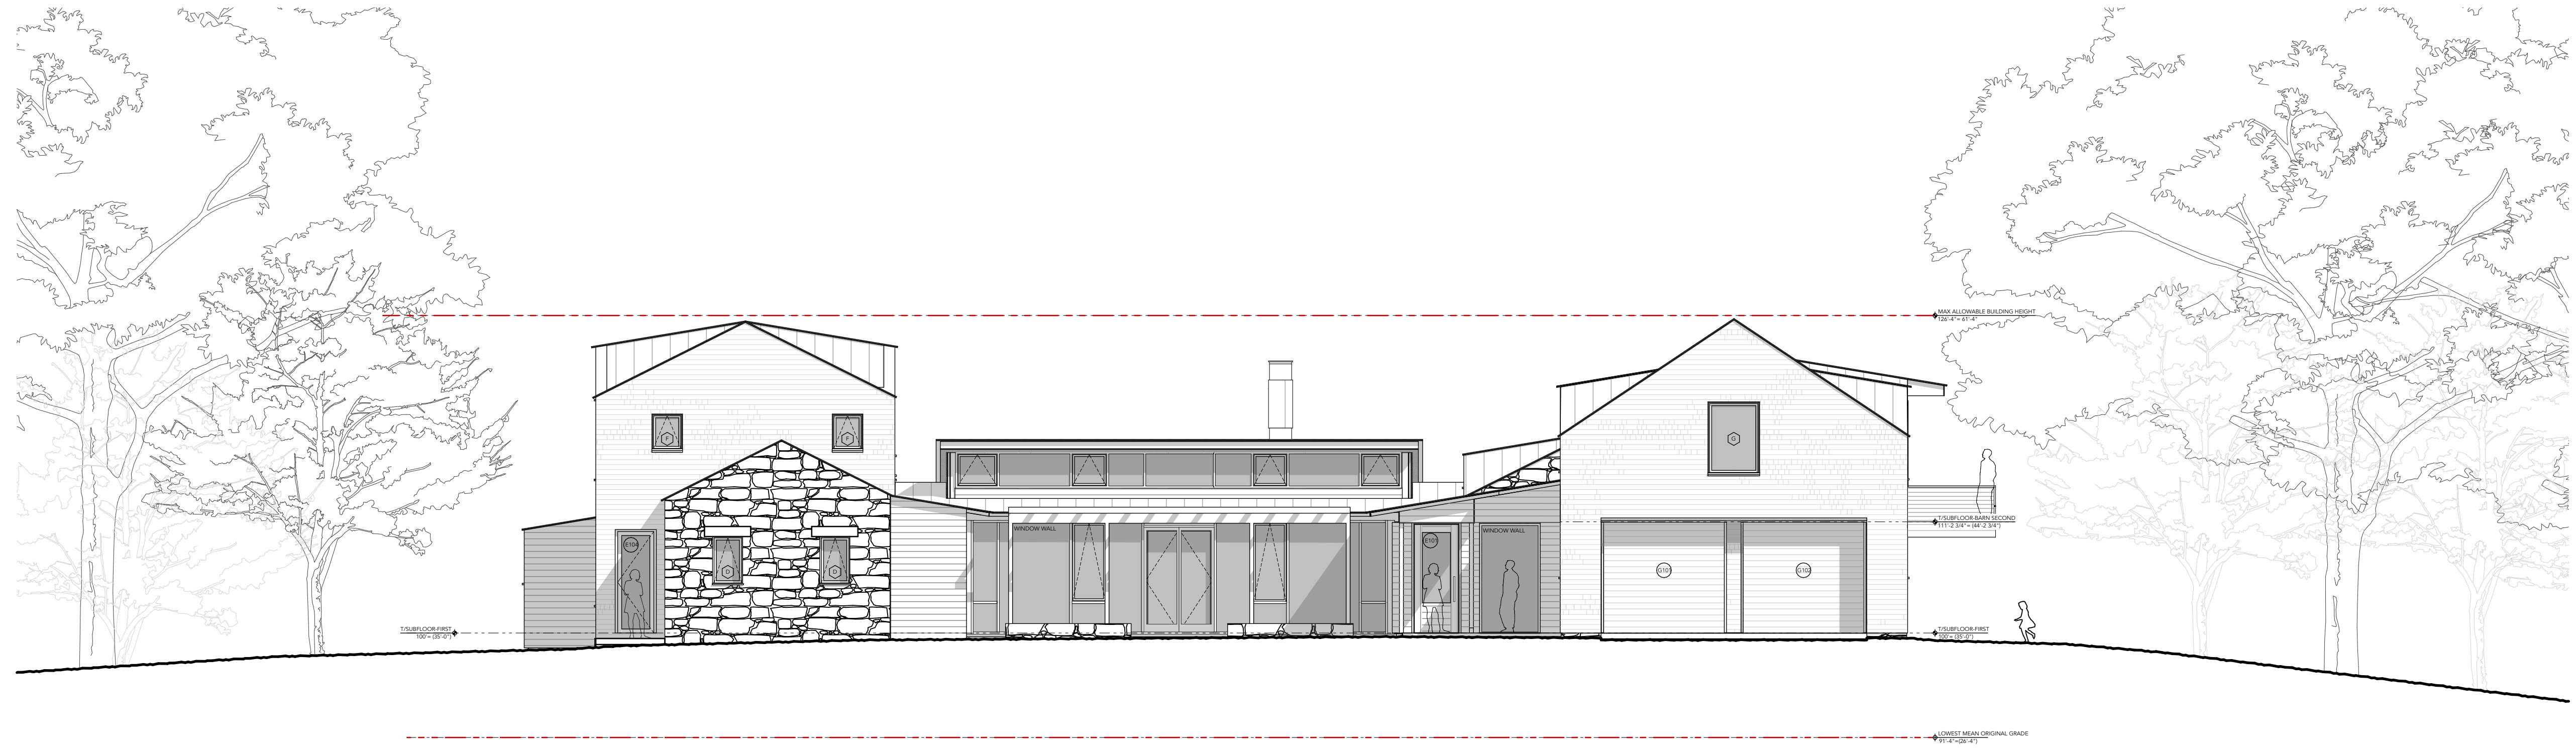 MAX ALLOWABLE BUILDING HEIGHT
126'-4"= 61'-4"
F
F
G
T/SUBFLOOR-BARN SECOND
111'-2 3/4"= (44'-2 3/4")
WINDOW WALL
WINDOW WALL
E104
E101
D
D
G101
G102
T/SUBFLOOR-FIRST
100'= (35'-0")
T/SUBFLOOR-FIRST
100'= (35'-0")
LOWEST MEAN ORIGINAL GRADE
91'-4"=(26'-4")